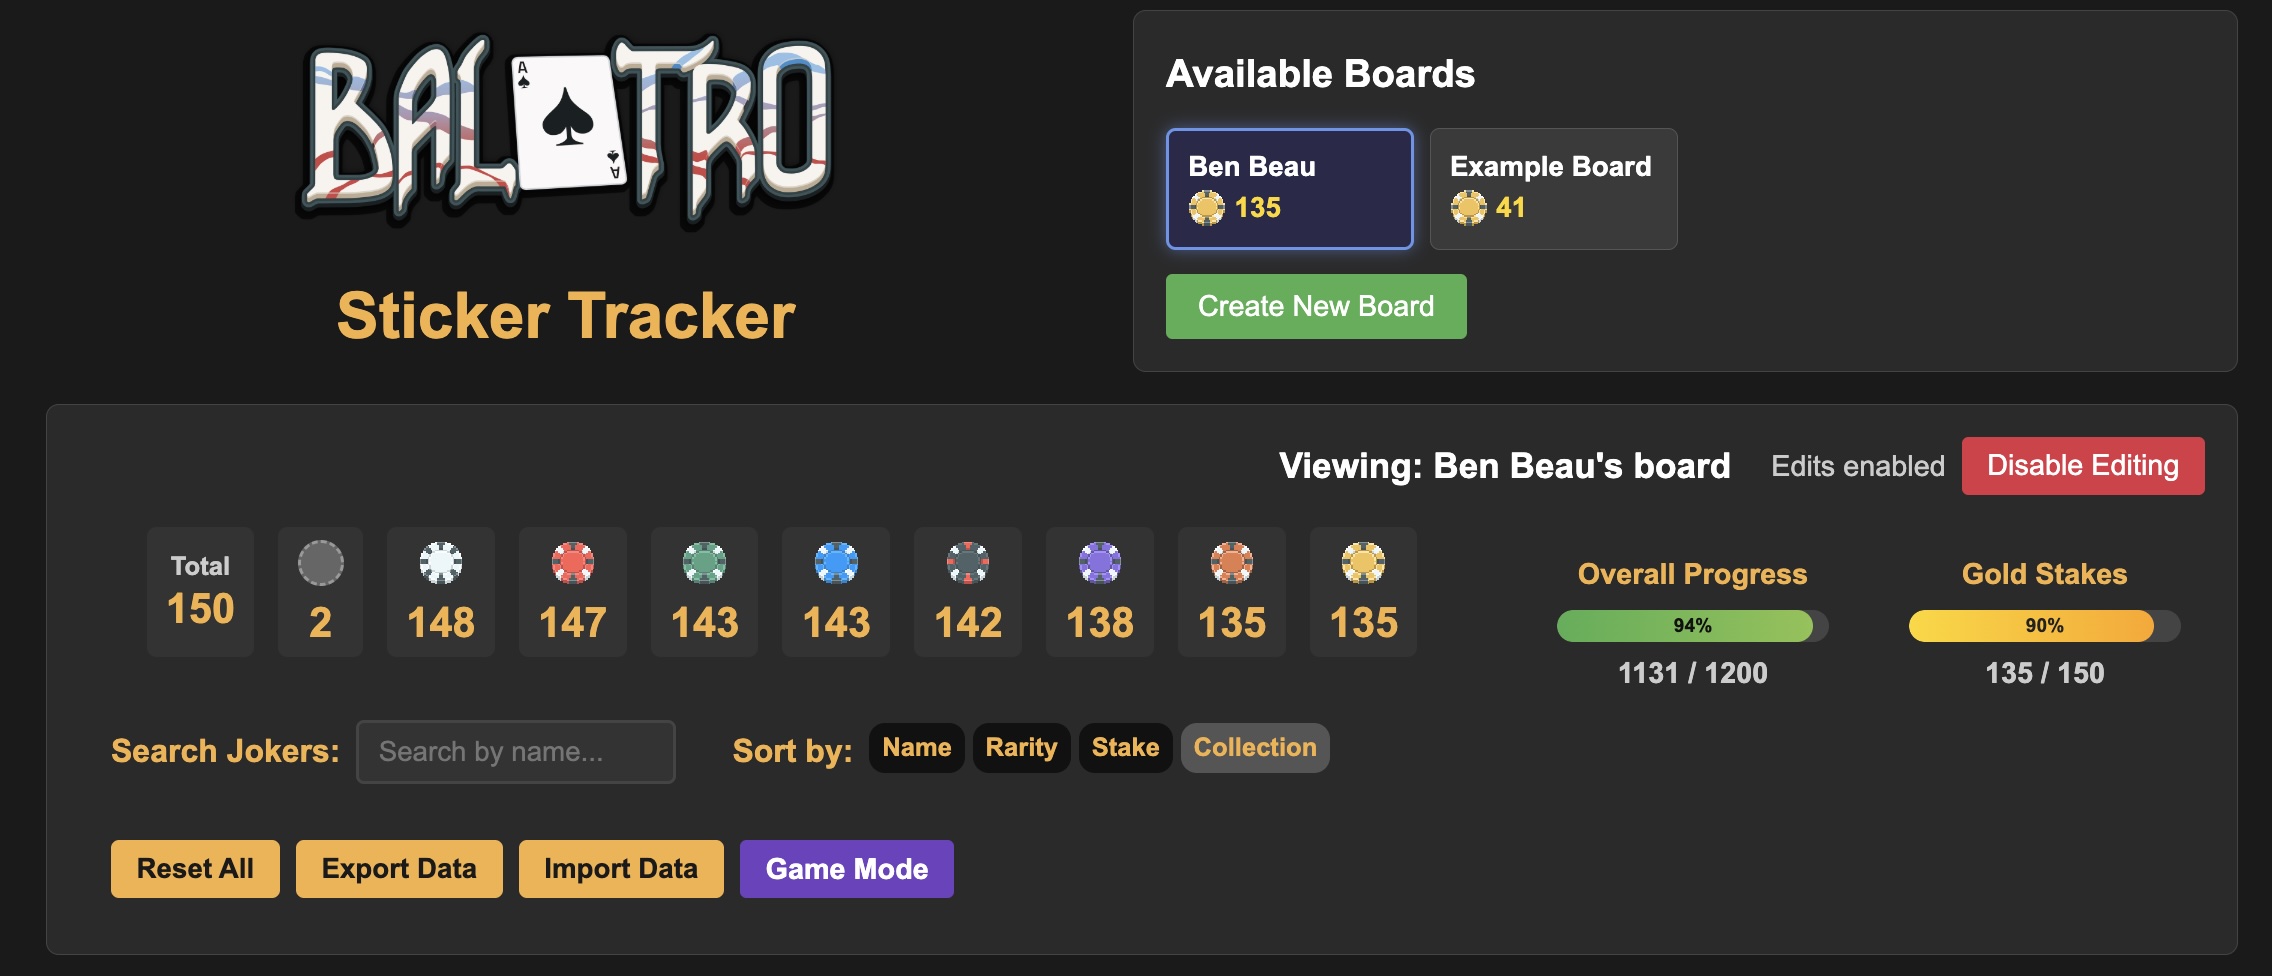 BALATRO
A
A
Sticker Tracker
Available Boards
Ben Beau
135
Example Board
41
Create New Board
Viewing: Ben Beau's board
Edits enabled
Disable Editing
Total
150
2
148
147
143
143
142
138
135
135
Overall Progress
94%
1131 / 1200
Gold Stakes
90%
135 / 150
Search Jokers:
Search by name...
Sort by:
Name
Rarity
Stake
Collection
Reset All
Export Data
Import Data
Game Mode